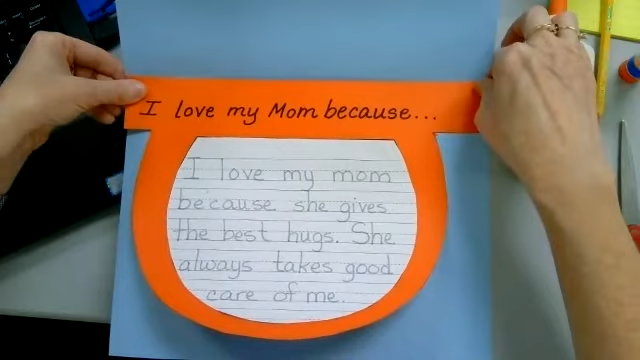 I love my Mom because...
I love my mom
because she gives
the best hugs. She
always takes good
care of me.